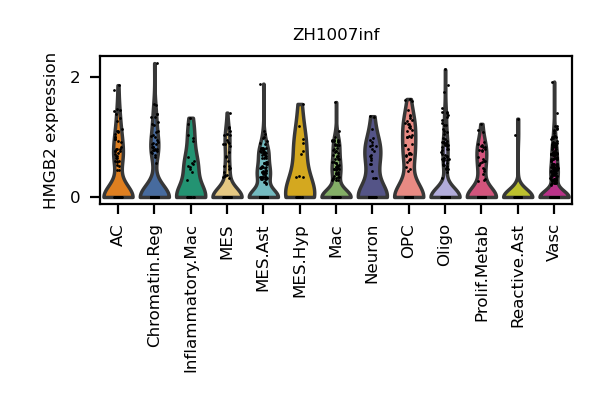 ZH1007inf
HMGB2 expression
2
0
AC
Chromatin.Reg
Inflammatory.Mac
MES
MES.Ast
MES.Hyp
Mac
Neuron
OPC
Oligo
Prolif.Metab
Reactive.Ast
Vasc